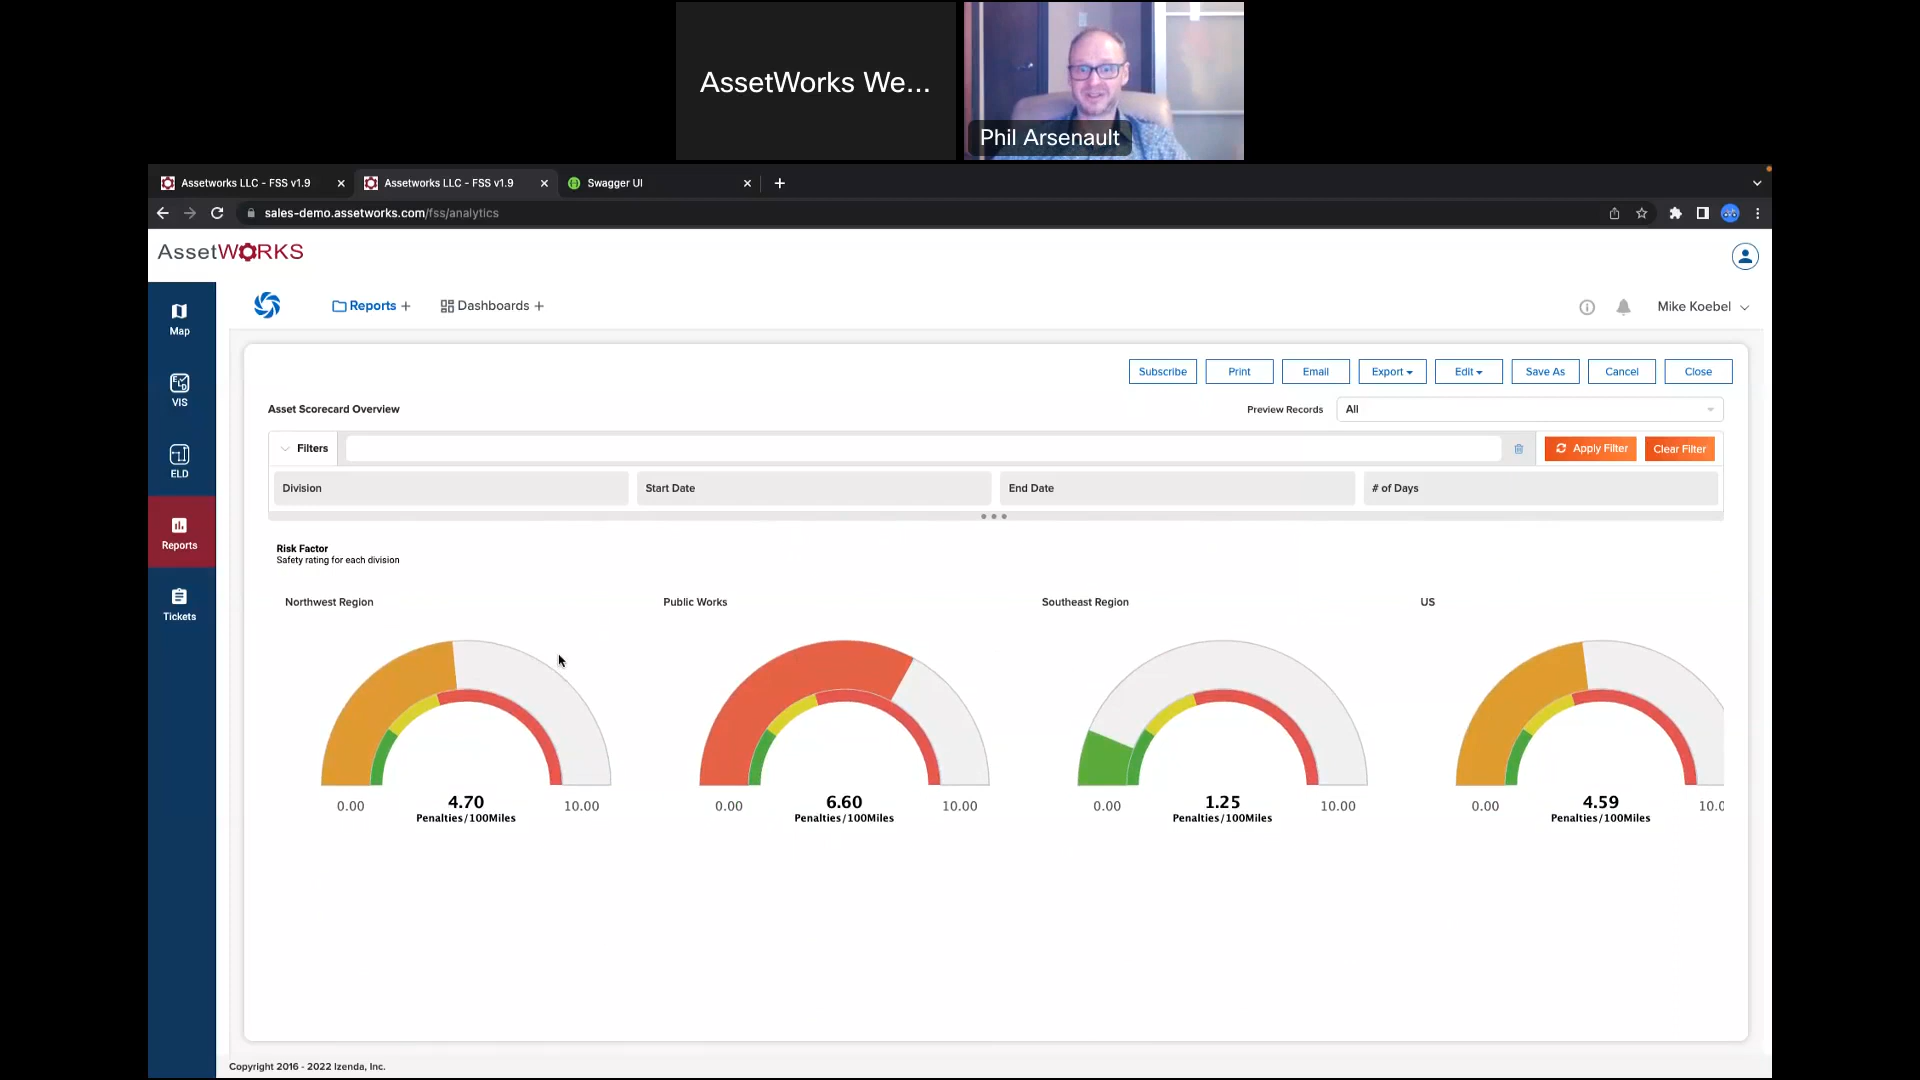 AssetWorks We...
Phil Arsenault
Assetworks LLC - FSS v1.9
Assetworks LLC - FSS v1.9
Swagger UI
sales-demo.assetworks.com/fss/analytics
AssetWORKS
Map
VIS
ELD
Reports
Tickets
Reports +
Dashboards +
Mike Koebel
Subscribe
Print
Email
Export
Edit
Save As
Cancel
Close
Asset Scorecard Overview
Preview Records
All
Filters
Apply Filter
Clear Filter
Division
Start Date
End Date
# of Days
Risk Factor
Safety rating for each division
Northwest Region
Public Works
Southeast Region
US
0.00
4.70
10.00
Penalties/100Miles
0.00
6.60
10.00
Penalties/100Miles
0.00
1.25
10.00
Penalties/100Miles
0.00
4.59
10.0
Penalties/100Miles
Copyright 2016 - 2022 Izenda, Inc.